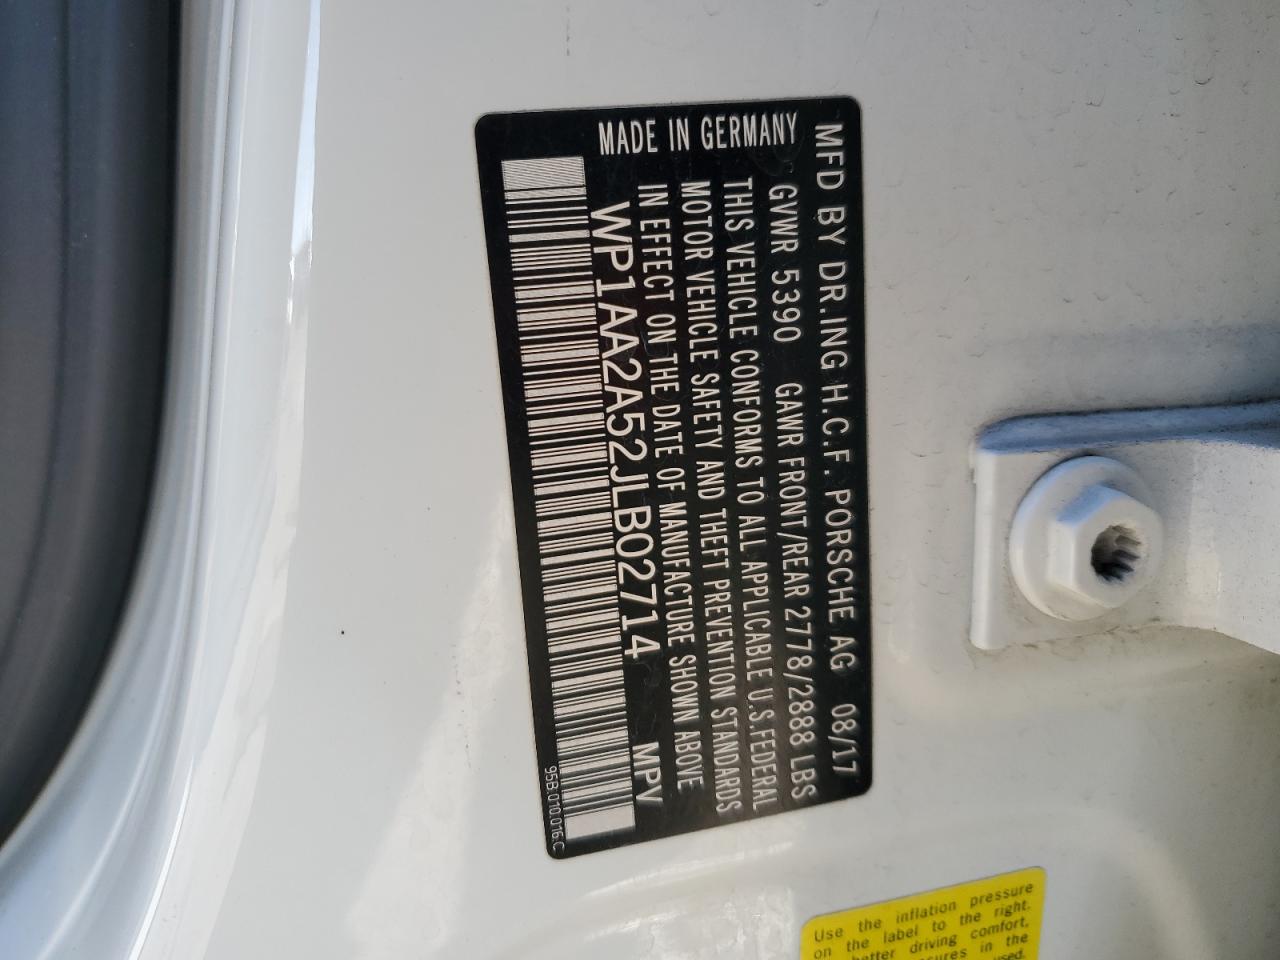 MFD BY DR.ING H.C.F. PORSCHE AG 08/17
MADE IN GERMANY
GVWR 5390 GAWR FRONT/REAR 2778/2888 LBS
THIS VEHICLE CONFORMS TO ALL APPLICABLE U.S.FEDERAL
MOTOR VEHICLE SAFETY AND THEFT PREVENTION STANDARDS
IN EFFECT ON THE DATE OF MANUFACTURE SHOWN ABOVE
WP1AA2A52JLB02714 MPV
95B.010.016.C
Use the inflation pressure
on the label to the right.
better driving comfort,
in the
used.